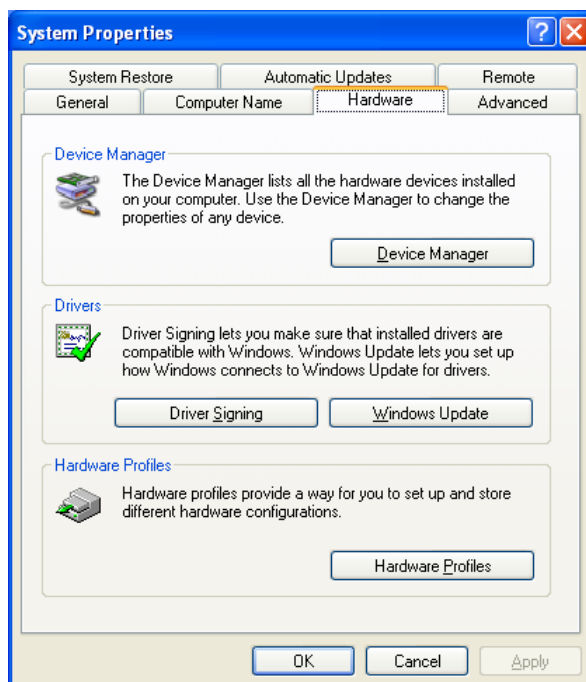 System Properties
System Restore Automatic Updates Remote
General Computer Name Hardware Advanced
Device Manager
The Device Manager lists all the hardware devices installed
on your computer. Use the Device Manager to change the
properties of any device.
Device Manager
Drivers
Driver Signing lets you make sure that installed drivers are
compatible with Windows. Windows Update lets you set up
how Windows connects to Windows Update for drivers.
Driver Signing Windows Update
Hardware Profiles
Hardware profiles provide a way for you to set up and store
different hardware configurations.
Hardware Profiles
OK Cancel Apply